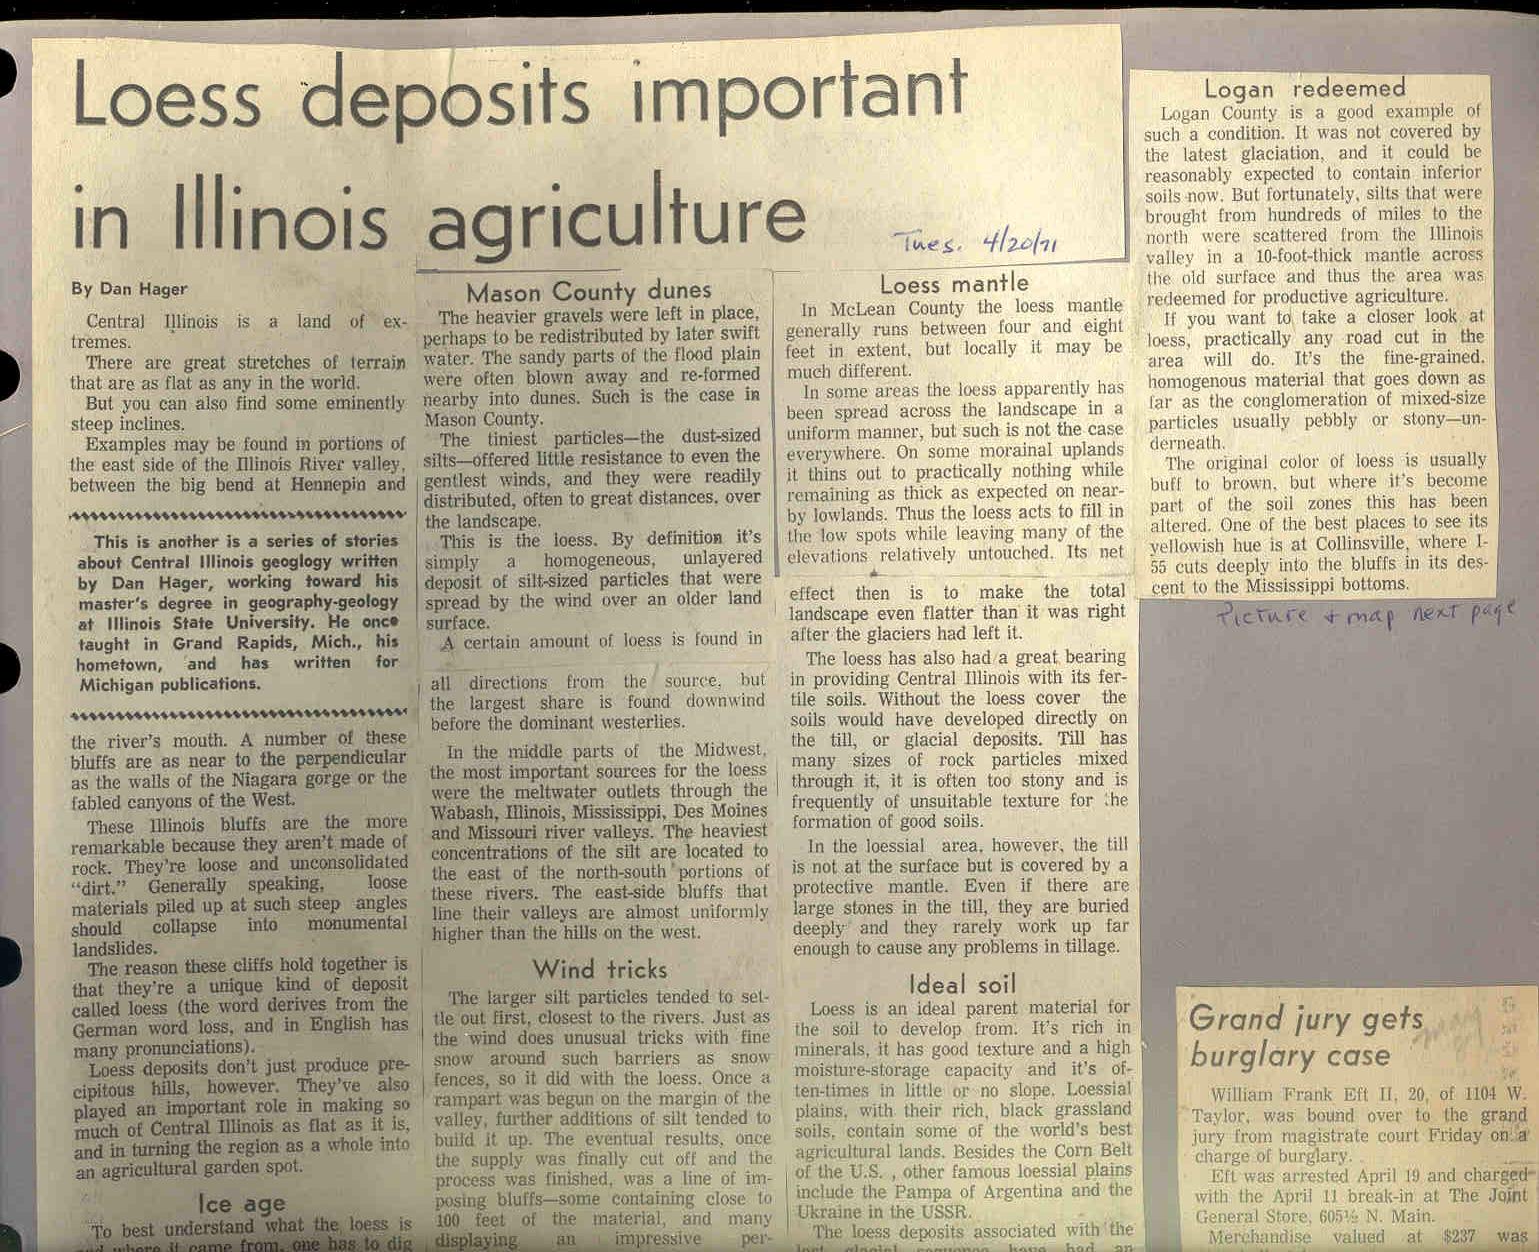 Loess deposits important
in Illinois agriculture
Tues. 4/20/71
By Dan Hager
Central Illinois is a land of ex-
tremes.
There are great stretches of terrain
that are as flat as any in the world.
But you can also find some eminently
steep inclines.
Examples may be found in portions of
the east side of the Illinois River valley,
between the big bend at Hennepin and
This is another is a series of stories
about Central Illinois geoglogy written
by Dan Hager, working toward his
master's degree in geography-geology
at Illinois State University. He once
taught in Grand Rapids, Mich., his
hometown, and has written for
Michigan publications.
the river's mouth. A number of these
bluffs are as near to the perpendicular
as the walls of the Niagara gorge or the
fabled canyons of the West.
These Illinois bluffs are the more
remarkable because they aren't made of
rock. They're loose and unconsolidated
“dirt.” Generally speaking, loose
materials piled up at such steep angles
should collapse into monumental
landslides.
The reason these cliffs hold together is
that they're a unique kind of deposit
called loess (the word derives from the
German word loss, and in English has
many pronunciations).
Loess deposits don't just produce pre-
cipitous hills, however. They've also
played an important role in making so
much of Central Illinois as flat as it is,
and in turning the region as a whole into
an agricultural garden spot.
Ice age
To best understand what the loess is
and where it came from, one has to dig
Mason County dunes
The heavier gravels were left in place,
perhaps to be redistributed by later swift
water. The sandy parts of the flood plain
were often blown away and re-formed
nearby into dunes. Such is the case in
Mason County.
The tiniest particles—the dust-sized
silts—offered little resistance to even the
gentlest winds, and they were readily
distributed, often to great distances, over
the landscape.
This is the loess. By definition it's
simply a homogeneous, unlayered
deposit of silt-sized particles that were
spread by the wind over an older land
surface.
A certain amount of loess is found in
all directions from the source, but
the largest share is found downwind
before the dominant westerlies.
In the middle parts of the Midwest,
the most important sources for the loess
were the meltwater outlets through the
Wabash, Illinois, Mississippi, Des Moines
and Missouri river valleys. The heaviest
concentrations of the silt are located to
the east of the north-south portions of
these rivers. The east-side bluffs that
line their valleys are almost uniformly
higher than the hills on the west.
Wind tricks
The larger silt particles tended to set-
tle out first, closest to the rivers. Just as
the wind does unusual tricks with fine
snow around such barriers as snow
fences, so it did with the loess. Once a
rampart was begun on the margin of the
valley, further additions of silt tended to
build it up. The eventual results, once
the supply was finally cut off and the
process was finished, was a line of im-
posing bluffs—some containing close to
100 feet of the material, and many
displaying an impressive per-
Loess mantle
In McLean County the loess mantle
generally runs between four and eight
feet in extent, but locally it may be
much different.
In some areas the loess apparently has
been spread across the landscape in a
uniform manner, but such is not the case
everywhere. On some morainal uplands
it thins out to practically nothing while
remaining as thick as expected on near-
by lowlands. Thus the loess acts to fill in
the low spots while leaving many of the
elevations relatively untouched. Its net
effect then is to make the total
landscape even flatter than it was right
after the glaciers had left it.
The loess has also had a great bearing
in providing Central Illinois with its fer-
tile soils. Without the loess cover the
soils would have developed directly on
the till, or glacial deposits. Till has
many sizes of rock particles mixed
through it, it is often too stony and is
frequently of unsuitable texture for the
formation of good soils.
In the loessial area, however, the till
is not at the surface but is covered by a
protective mantle. Even if there are
large stones in the till, they are buried
deeply and they rarely work up far
enough to cause any problems in tillage.
Ideal soil
Loess is an ideal parent material for
the soil to develop from. It's rich in
minerals, it has good texture and a high
moisture-storage capacity and it's of-
ten-times in little or no slope. Loessial
plains, with their rich, black grassland
soils, contain some of the world's best
agricultural lands. Besides the Corn Belt
of the U.S. , other famous loessial plains
include the Pampa of Argentina and the
Ukraine in the USSR.
The loess deposits associated with the
last glacial sequence have had an
Logan redeemed
Logan County is a good example of
such a condition. It was not covered by
the latest glaciation, and it could be
reasonably expected to contain inferior
soils now. But fortunately, silts that were
brought from hundreds of miles to the
north were scattered from the Illinois
valley in a 10-foot-thick mantle across
the old surface and thus the area was
redeemed for productive agriculture.
If you want to take a closer look at
loess, practically any road cut in the
area will do. It's the fine-grained,
homogenous material that goes down as
far as the conglomeration of mixed-size
particles usually pebbly or stony—un-
derneath.
The original color of loess is usually
buff to brown, but where it's become
part of the soil zones this has been
altered. One of the best places to see its
yellowish hue is at Collinsville, where I-
55 cuts deeply into the bluffs in its des-
cent to the Mississippi bottoms.
Picture + map next page
Grand jury gets
burglary case
William Frank Eft II, 20, of 1104 W.
Taylor, was bound over to the grand
jury from magistrate court Friday on a
charge of burglary.
Eft was arrested April 19 and charged
with the April 11 break-in at The Joint
General Store, 605½ N. Main.
Merchandise valued at $237 was